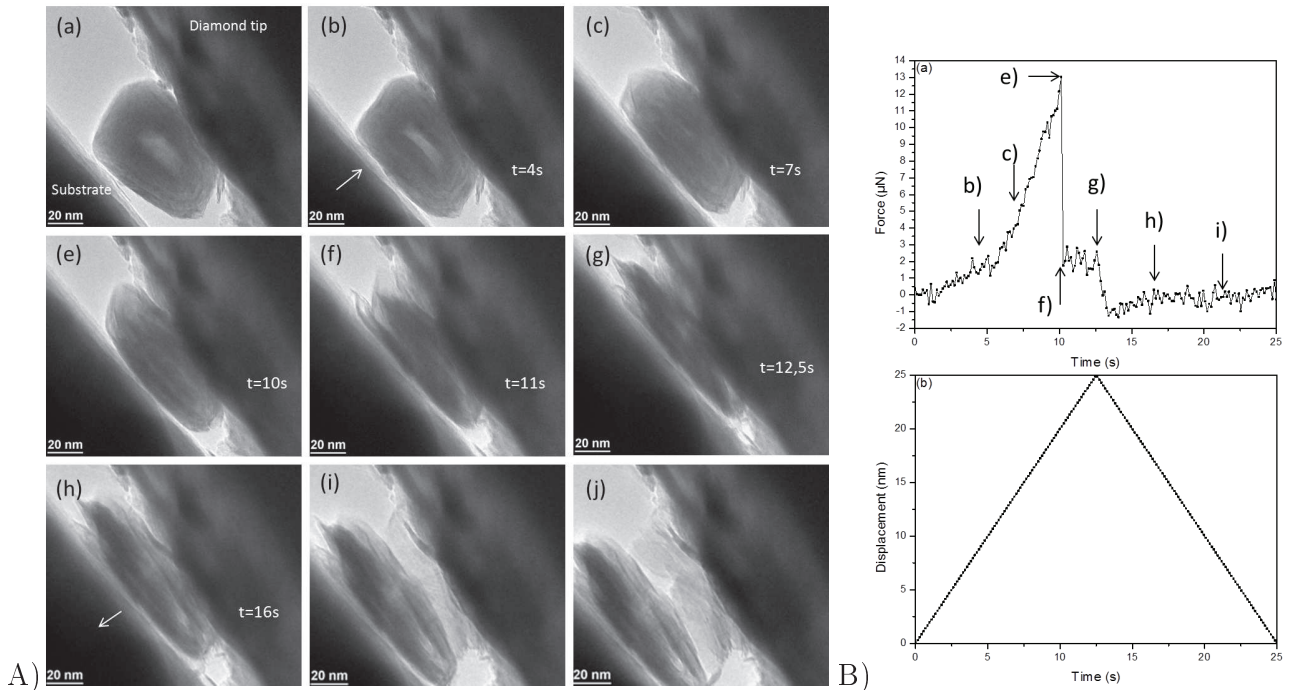 (a)
Diamond tip
Substrate
20 nm
(b)
t=4s
20 nm
(c)
t=7s
20 nm
(e)
t=10s
20 nm
(f)
t=11s
20 nm
(g)
t=12,5s
20 nm
(h)
t=16s
20 nm
(i)
20 nm
(j)
20 nm
A)
(a)
14
13
12
11
10
9
8
7
6
5
4
3
2
1
0
-1
-2
Force (µN)
e)
c)
b)
g)
h)
i)
f)
0 5 10 15 20 25
Time (s)
(b)
25
20
15
10
5
0
Displacement (nm)
0 5 10 15 20 25
Time (s)
B)